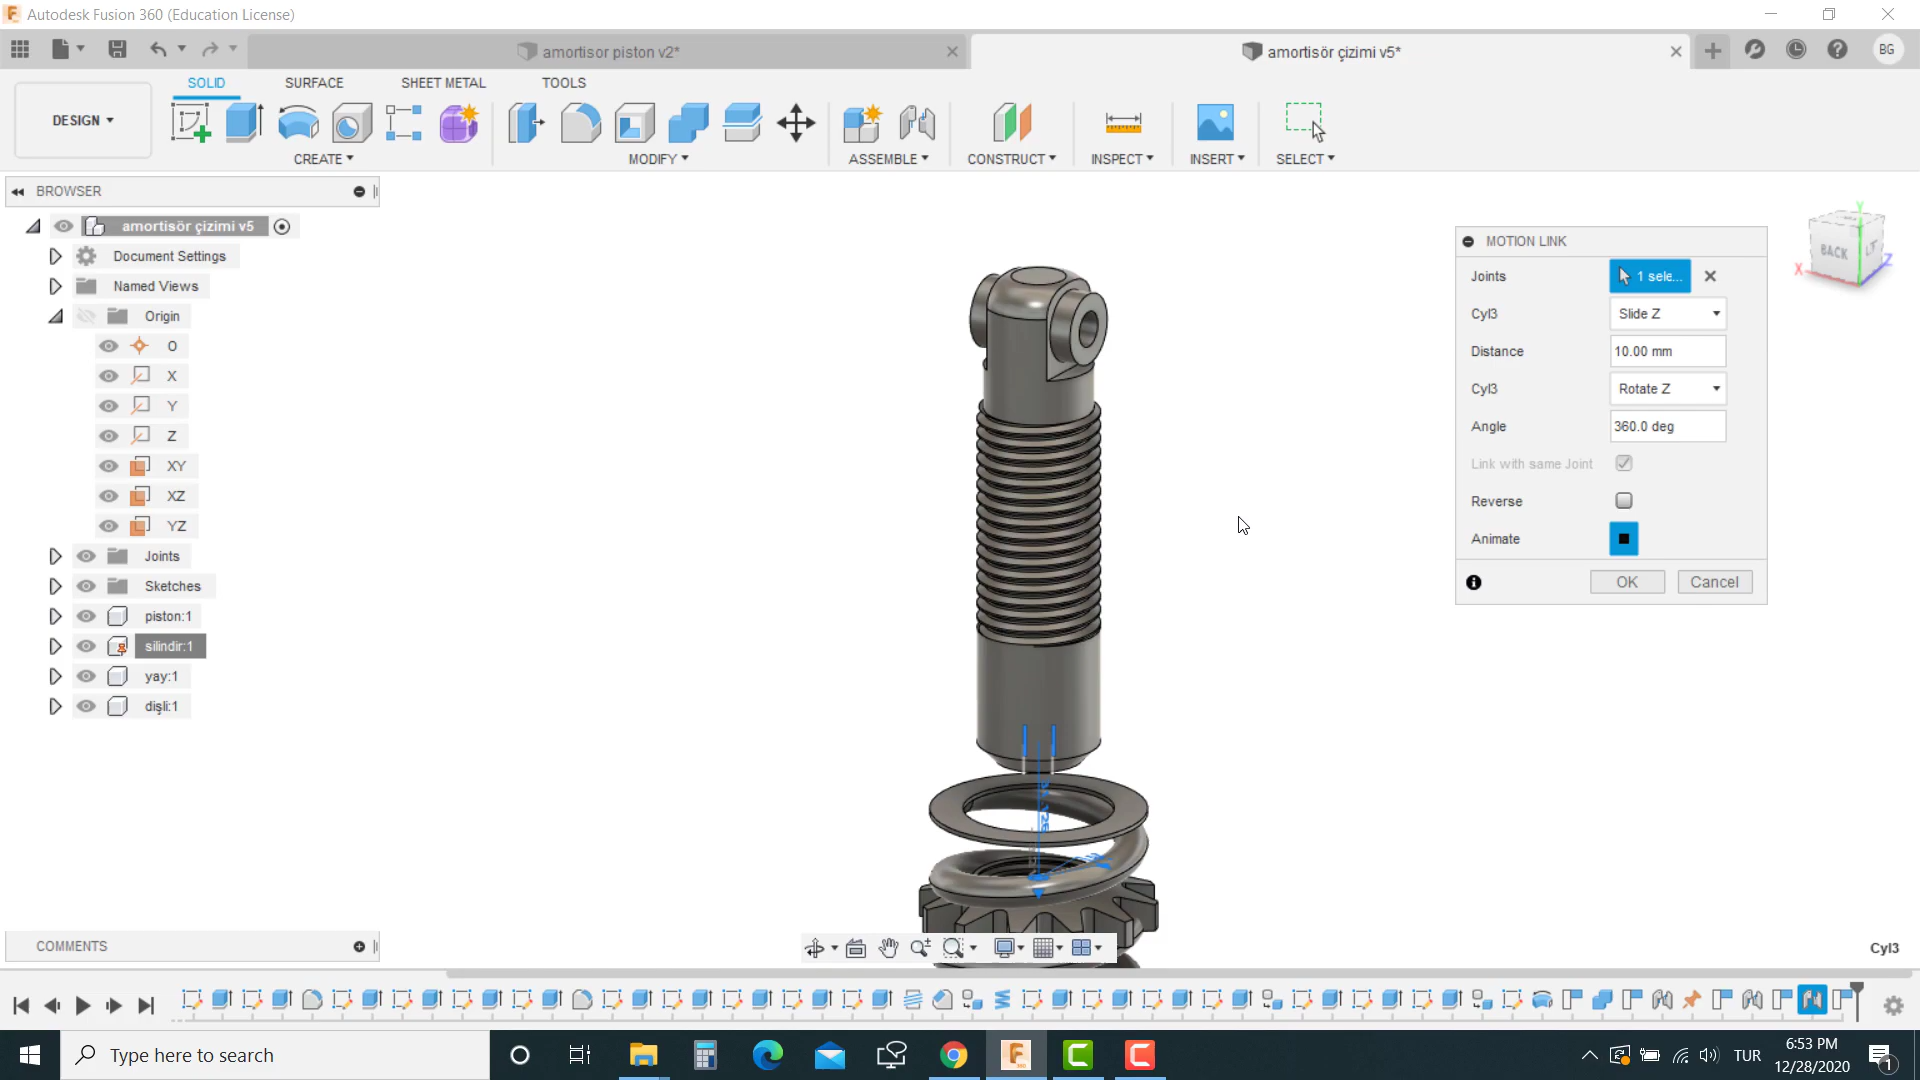 Autodesk Fusion 360 (Education License)
amortisor piston v2*
amortisör çizimi v5*
BG
DESIGN
SOLID
SURFACE
SHEET METAL
TOOLS
CREATE
MODIFY
ASSEMBLE
CONSTRUCT
INSPECT
INSERT
SELECT
BROWSER
amortisör çizimi v5
Document Settings
Named Views
Origin
O
X
Y
Z
XY
XZ
YZ
Joints
Sketches
piston:1
silindir:1
yay:1
dişli:1
MOTION LINK
Joints
1 sele...
Cyl3
Slide Z
Distance
10.00 mm
Cyl3
Rotate Z
Angle
360.0 deg
Link with same Joint
Reverse
Animate
OK
Cancel
Y
BACK
LT
X
Z
COMMENTS
Cyl3
Type here to search
TUR
6:53 PM
12/28/2020
1